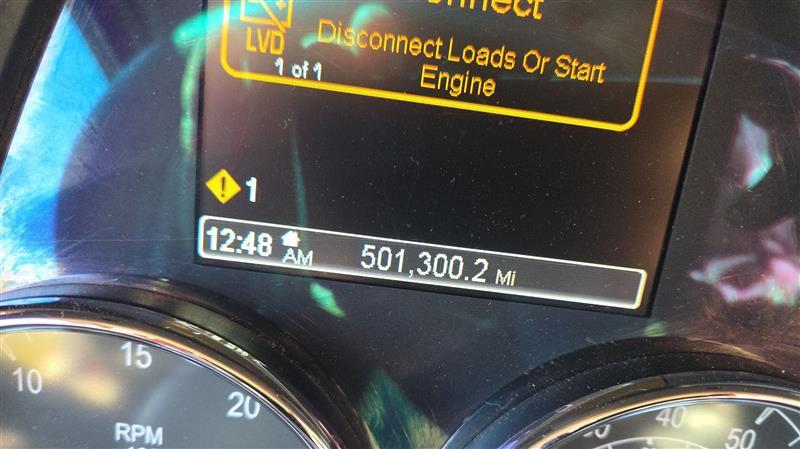 LVD
Disconnect Loads Or Start
Engine
1 of 1
1
12:48 AM 501,300.2 Mi
10 15 20
RPM
40
50